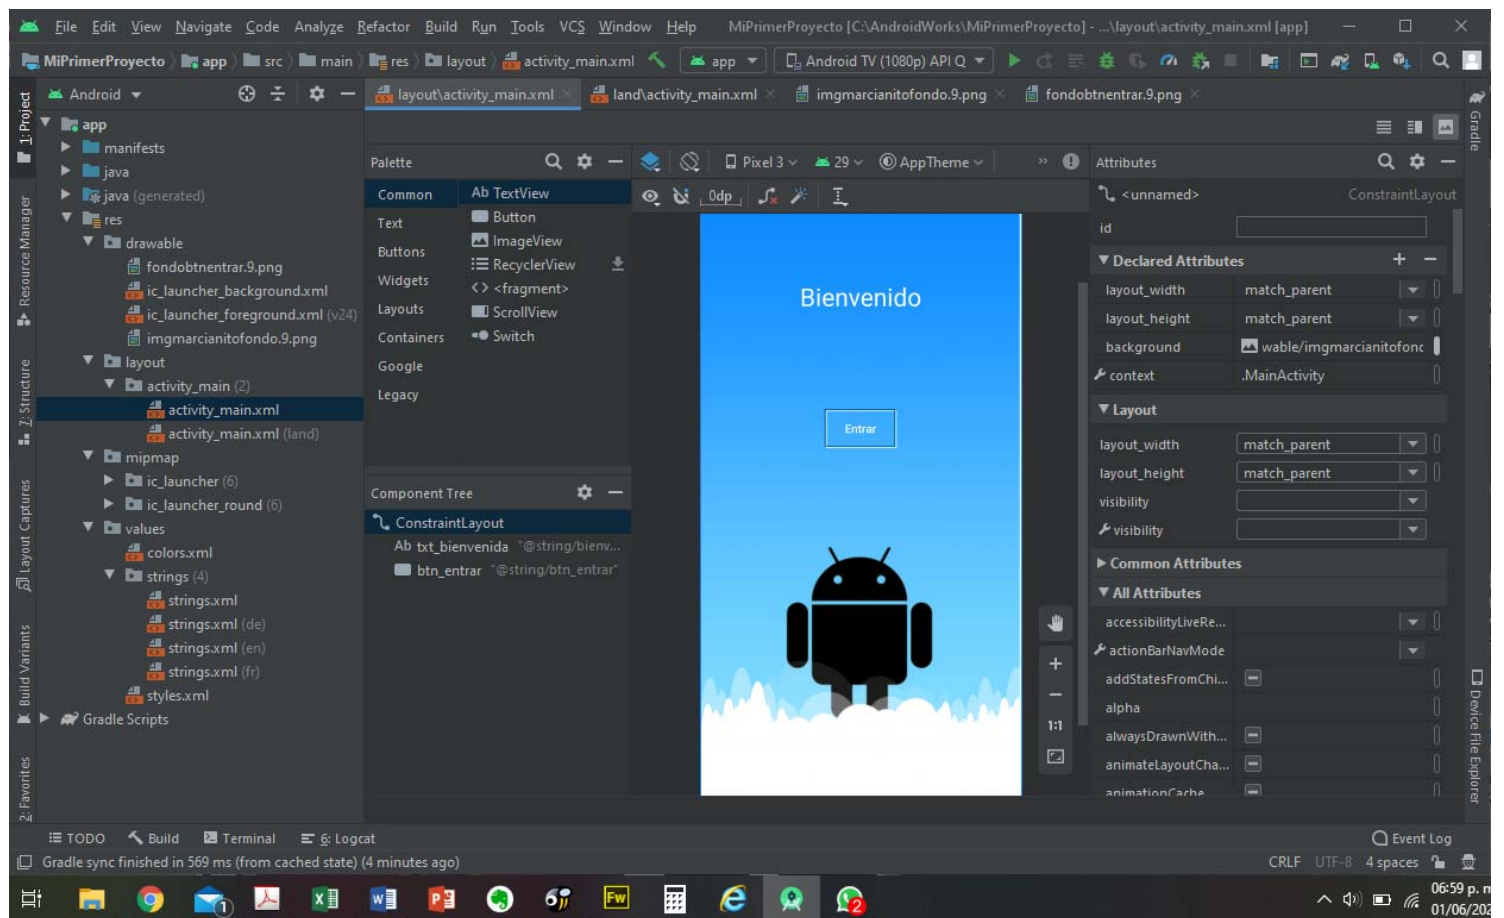 File Edit View Navigate Code Analyze Refactor Build Run Tools VCS Window Help MiPrimerProyecto [C:\AndroidWorks\MiPrimerProyecto] - ...\layout\activity_main.xml [app]
MiPrimerProyecto app src main res layout activity_main.xml app Android TV (1080p) API Q
Android layout\activity_main.xml land\activity_main.xml imgmarcianitofondo.9.png fondobtnentrar.9.png
1: Project
Resource Manager
7: Structure
Layout Captures
Build Variants
2: Favorites
app
manifests
java
java (generated)
res
drawable
fondobtnentrar.9.png
ic_launcher_background.xml
ic_launcher_foreground.xml (v24)
imgmarcianitofondo.9.png
layout
activity_main (2)
activity_main.xml
activity_main.xml (land)
mipmap
ic_launcher (6)
ic_launcher_round (6)
values
colors.xml
strings (4)
strings.xml
strings.xml (de)
strings.xml (en)
strings.xml (fr)
styles.xml
Gradle Scripts
Palette
Common
Text
Buttons
Widgets
Layouts
Containers
Google
Legacy
Ab TextView
Button
ImageView
RecyclerView
<> <fragment>
ScrollView
Switch
Component Tree
ConstraintLayout
Ab txt_bienvenida "@string/bienv...
btn_entrar "@string/btn_entrar"
Pixel 3 29 AppTheme »
0dp
Bienvenido
Entrar
1:1
Attributes
<unnamed> ConstraintLayout
id
Declared Attributes + −
layout_width match_parent
layout_height match_parent
background wable/imgmarcianitofonc
context .MainActivity
Layout
layout_width match_parent
layout_height match_parent
visibility
visibility
Common Attributes
All Attributes
accessibilityLiveRe...
actionBarNavMode
addStatesFromChi...
alpha
alwaysDrawnWith...
animateLayoutCha...
animationCache
Gradle
Device File Explorer
TODO Build Terminal 6: Logcat Event Log
Gradle sync finished in 569 ms (from cached state) (4 minutes ago) CRLF UTF-8 4 spaces
1 Fw 2
06:59 p. m
01/06/202